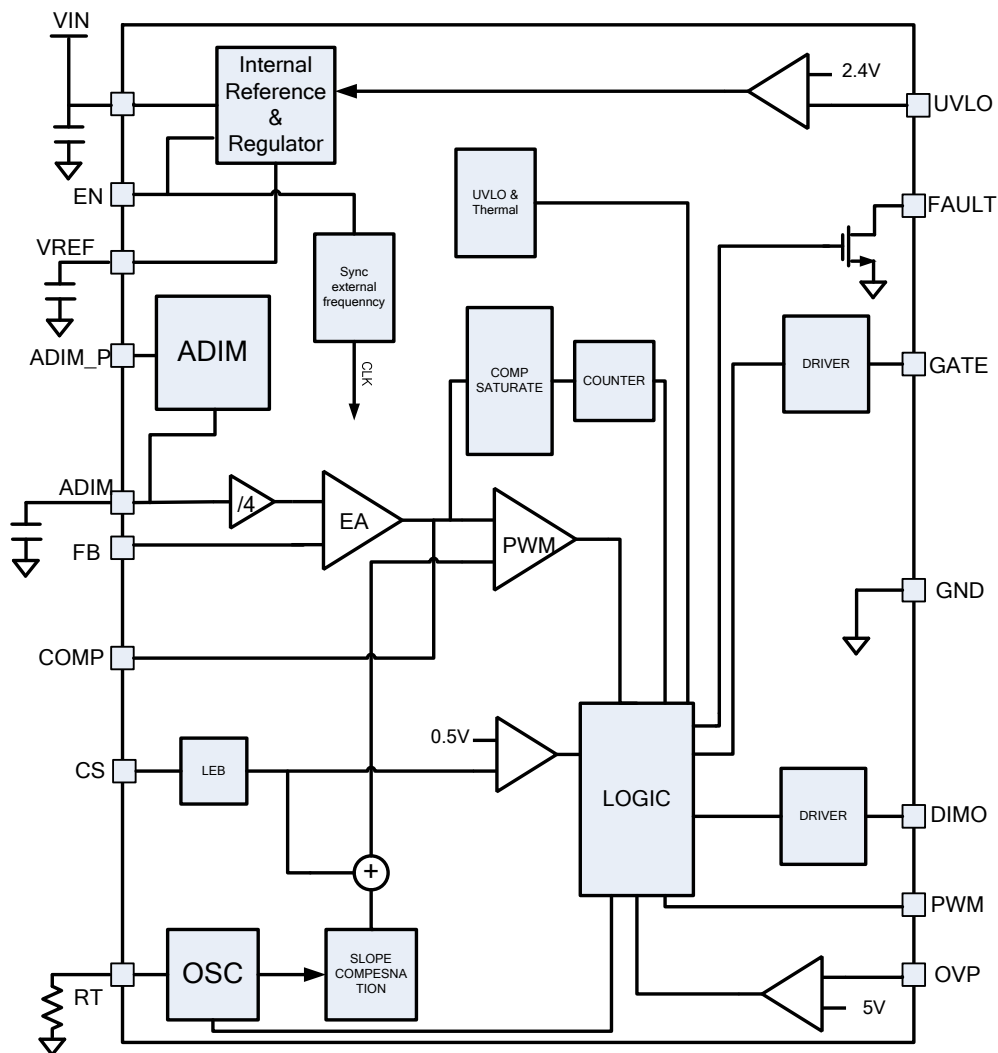 VIN
Internal
Reference
&
Regulator
2.4V
UVLO
EN
UVLO &
Thermal
FAULT
VREF
Sync
external
frequenncy
CLK
ADIM_P
ADIM
COMP
SATURATE
COUNTER
DRIVER
GATE
ADIM
/4
EA
PWM
FB
GND
COMP
0.5V
CS
LEB
LOGIC
DRIVER
DIMO
+
PWM
RT
OSC
SLOPE
COMPESNA
TION
OVP
5V